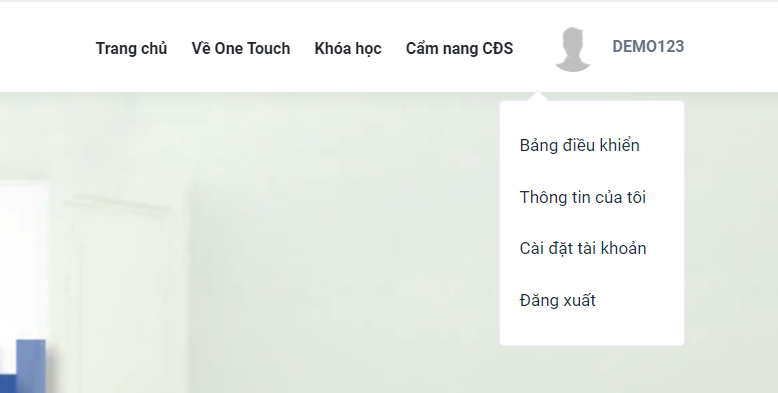 Trang chủ Về One Touch Khóa học Cẩm nang CĐS DEMO123
Bảng điều khiển
Thông tin của tôi
Cài đặt tài khoản
Đăng xuất